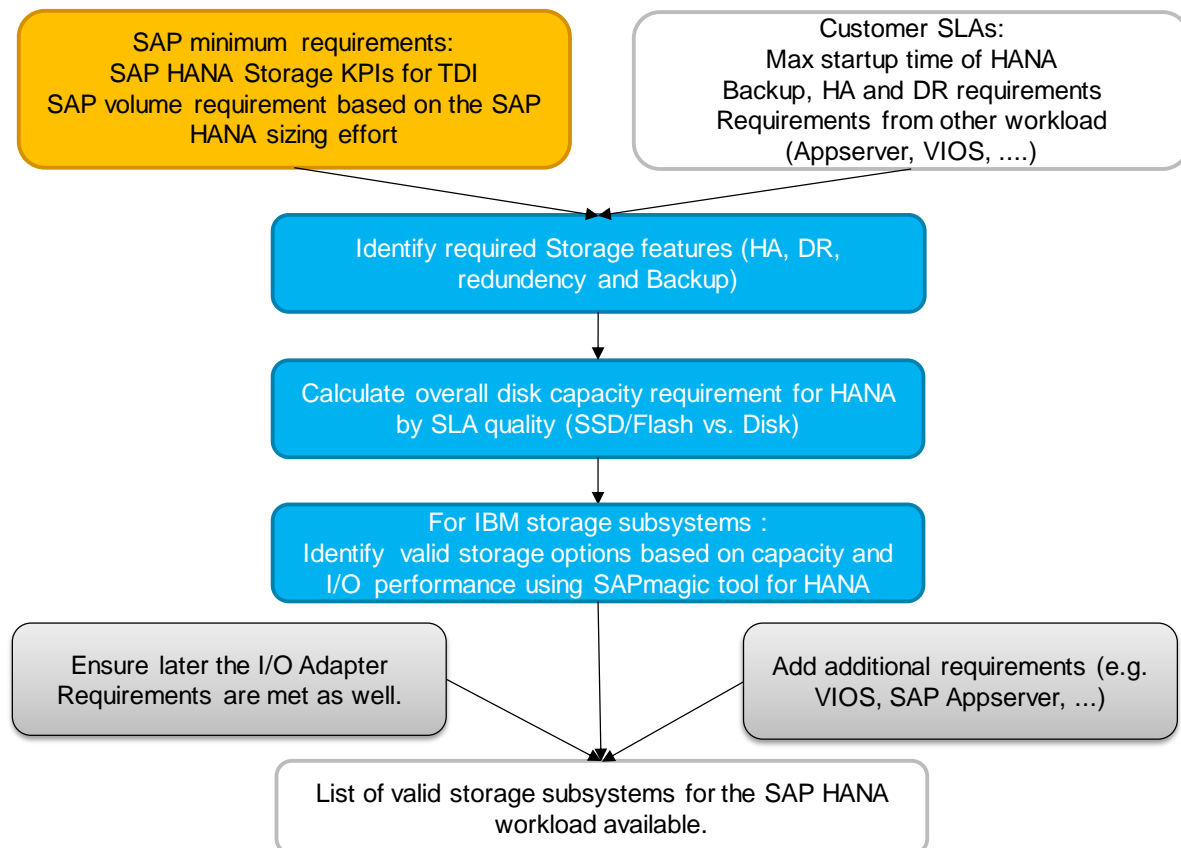 SAP minimum requirements:
SAP HANA Storage KPIs for TDI
SAP volume requirement based on the SAP
HANA sizing effort
Customer SLAs:
Max startup time of HANA
Backup, HA and DR requirements
Requirements from other workload
(Appserver, VIOS, ....)
Identify required Storage features (HA, DR,
redundency and Backup)
Calculate overall disk capacity requirement for HANA
by SLA quality (SSD/Flash vs. Disk)
For IBM storage subsystems :
Identify valid storage options based on capacity and
I/O performance using SAPmagic tool for HANA
Ensure later the I/O Adapter
Requirements are met as well.
Add additional requirements (e.g.
VIOS, SAP Appserver, ...)
List of valid storage subsystems for the SAP HANA
workload available.